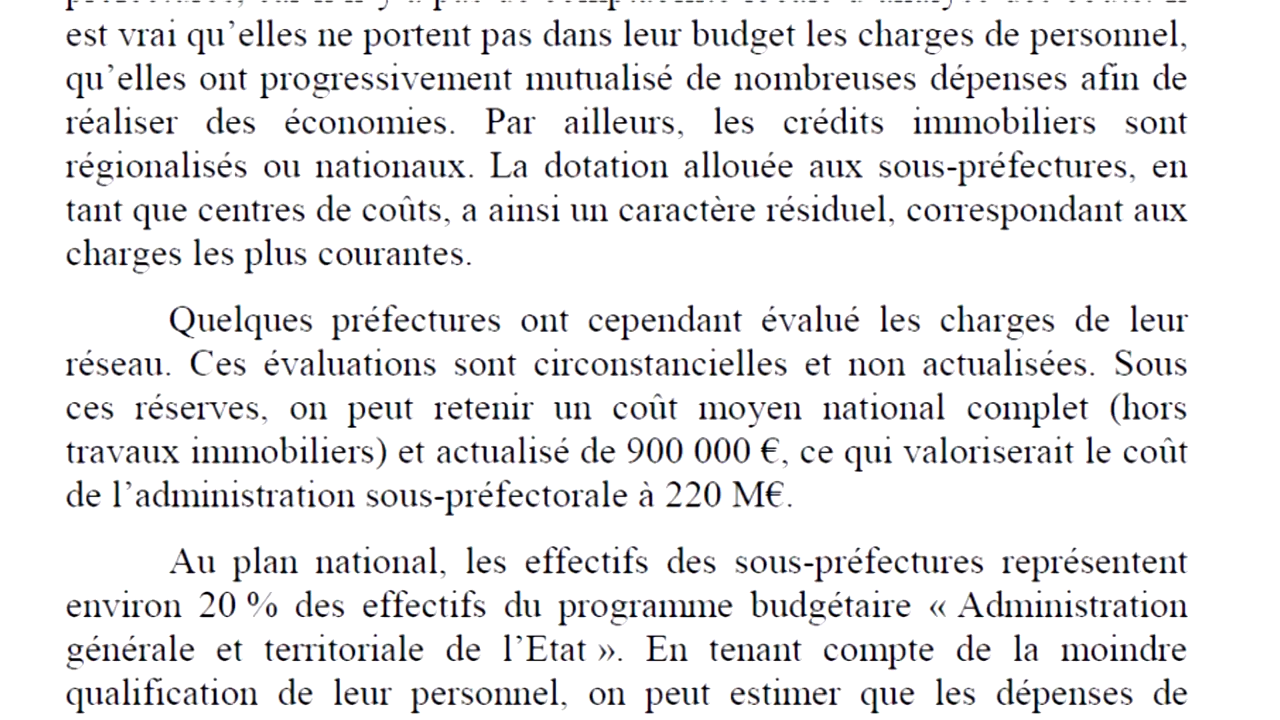 est vrai qu’elles ne portent pas dans leur budget les charges de personnel,
qu’elles ont progressivement mutualisé de nombreuses dépenses afin de
réaliser des économies. Par ailleurs, les crédits immobiliers sont
régionalisés ou nationaux. La dotation allouée aux sous-préfectures, en
tant que centres de coûts, a ainsi un caractère résiduel, correspondant aux
charges les plus courantes.
Quelques préfectures ont cependant évalué les charges de leur
réseau. Ces évaluations sont circonstancielles et non actualisées. Sous
ces réserves, on peut retenir un coût moyen national complet (hors
travaux immobiliers) et actualisé de 900 000 €, ce qui valoriserait le coût
de l’administration sous-préfectorale à 220 M€.
Au plan national, les effectifs des sous-préfectures représentent
environ 20 % des effectifs du programme budgétaire « Administration
générale et territoriale de l’Etat ». En tenant compte de la moindre
qualification de leur personnel, on peut estimer que les dépenses de